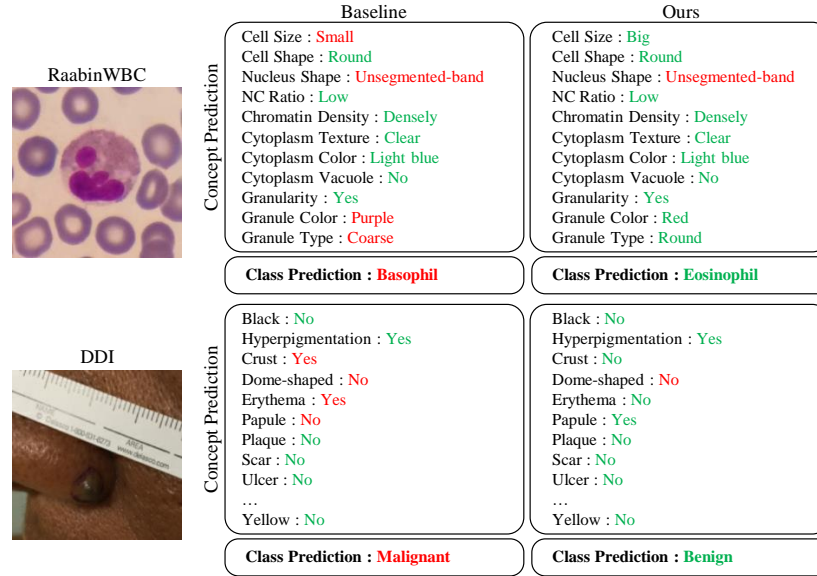 Baseline
Ours
RaabinWBC
Concept Prediction
Cell Size : Small
Cell Shape : Round
Nucleus Shape : Unsegmented-band
NC Ratio : Low
Chromatin Density : Densely
Cytoplasm Texture : Clear
Cytoplasm Color : Light blue
Cytoplasm Vacuole : No
Granularity : Yes
Granule Color : Purple
Granule Type : Coarse
Class Prediction : Basophil
Cell Size : Big
Cell Shape : Round
Nucleus Shape : Unsegmented-band
NC Ratio : Low
Chromatin Density : Densely
Cytoplasm Texture : Clear
Cytoplasm Color : Light blue
Cytoplasm Vacuole : No
Granularity : Yes
Granule Color : Red
Granule Type : Round
Class Prediction : Eosinophil
DDI
Concept Prediction
Black : No
Hyperpigmentation : Yes
Crust : Yes
Dome-shaped : No
Erythema : Yes
Papule : No
Plaque : No
Scar : No
Ulcer : No
...
Yellow : No
Class Prediction : Malignant
Black : No
Hyperpigmentation : Yes
Crust : No
Dome-shaped : No
Erythema : No
Papule : Yes
Plaque : No
Scar : No
Ulcer : No
...
Yellow : No
Class Prediction : Benign
AREA
www.delasco.com